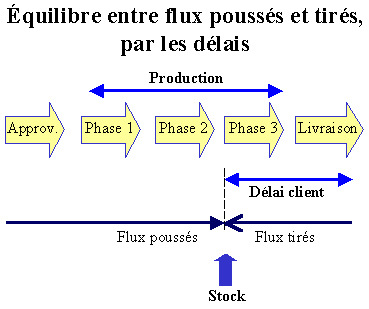 Équilibre entre flux poussés et tirés,
par les délais
Production
Approv. Phase 1 Phase 2 Phase 3 Livraison
Délai client
Flux poussés Flux tirés
Stock